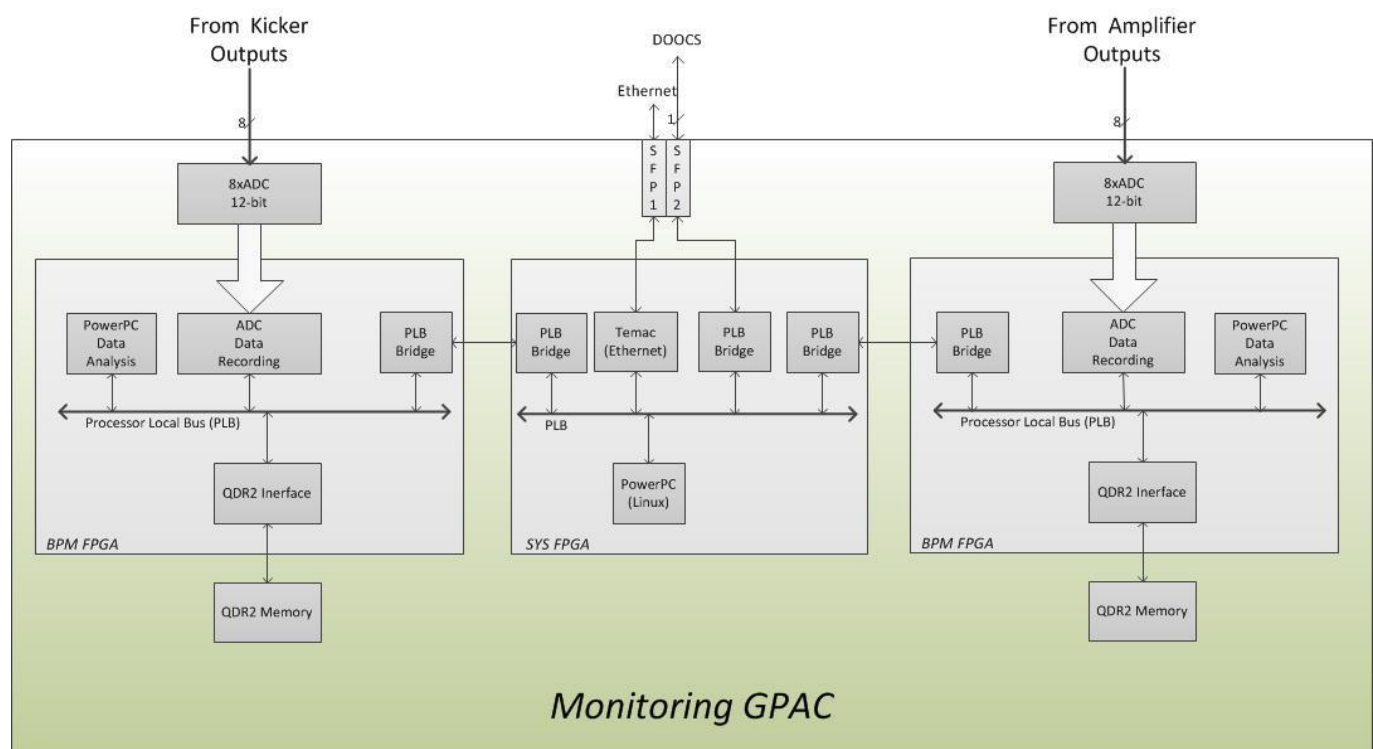 From Kicker
Outputs
8
8xADC
12-bit
DOOCS
Ethernet
1
S
F
P
1
S
F
P
2
From Amplifier
Outputs
8
8xADC
12-bit
PowerPC
Data
Analysis
ADC
Data
Recording
PLB
Bridge
Processor Local Bus (PLB)
QDR2 Inerface
BPM FPGA
QDR2 Memory
PLB
Bridge
Temac
(Ethernet)
PLB
Bridge
PLB
Bridge
PLB
PowerPC
(Linux)
SYS FPGA
PLB
Bridge
ADC
Data
Recording
PowerPC
Data
Analysis
Processor Local Bus (PLB)
QDR2 Inerface
BPM FPGA
QDR2 Memory
Monitoring GPAC